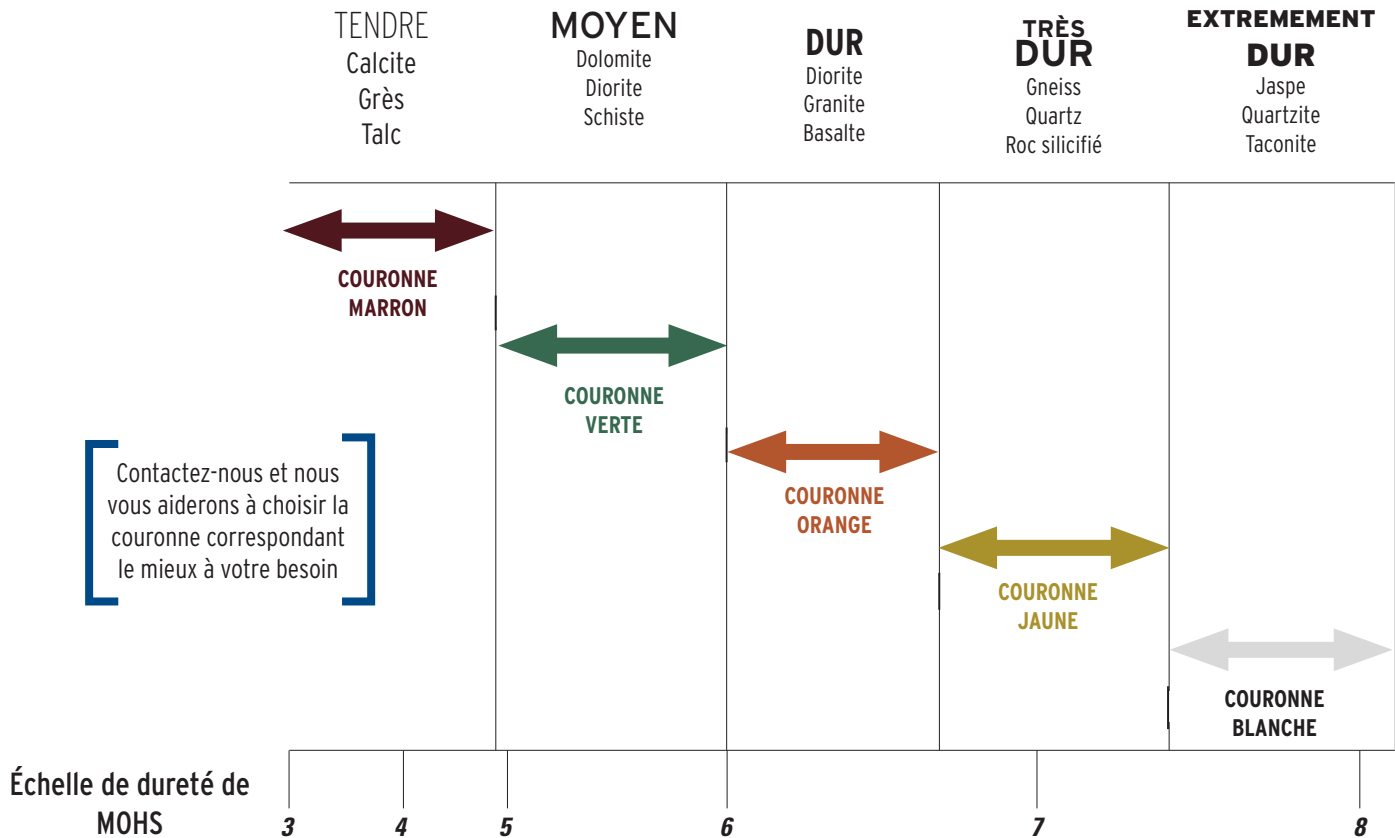 TENDRE
Calcite
Grès
Talc
MOYEN
Dolomite
Diorite
Schiste
DUR
Diorite
Granite
Basalte
TRÈS
DUR
Gneiss
Quartz
Roc silicifié
EXTREMEMENT
DUR
Jaspe
Quartzite
Taconite
COURONNE
MARRON
COURONNE
VERTE
COURONNE
ORANGE
COURONNE
JAUNE
COURONNE
BLANCHE
Contactez-nous et nous
vous aiderons à choisir la
couronne correspondant
le mieux à votre besoin
Échelle de dureté de
MOHS
3 4 5 6 7 8